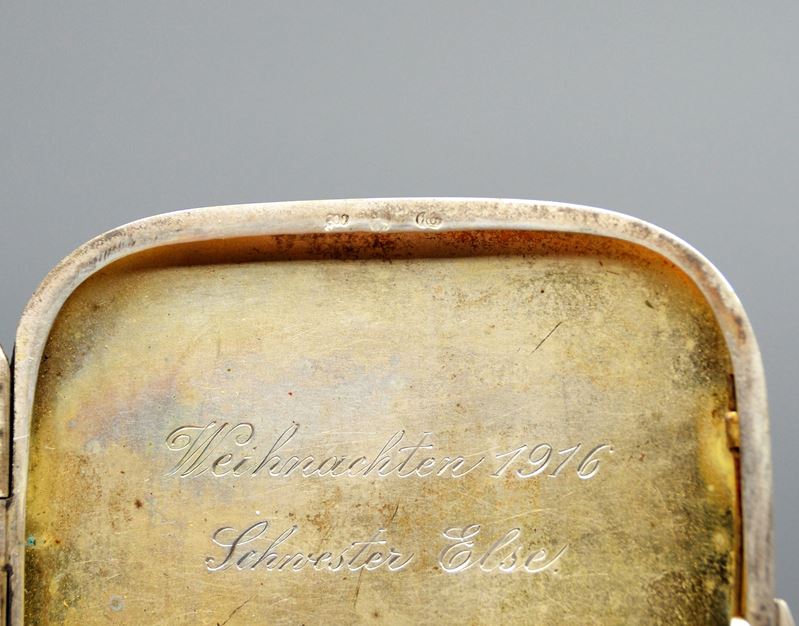 Weihnachten 1916
Schwester Else.